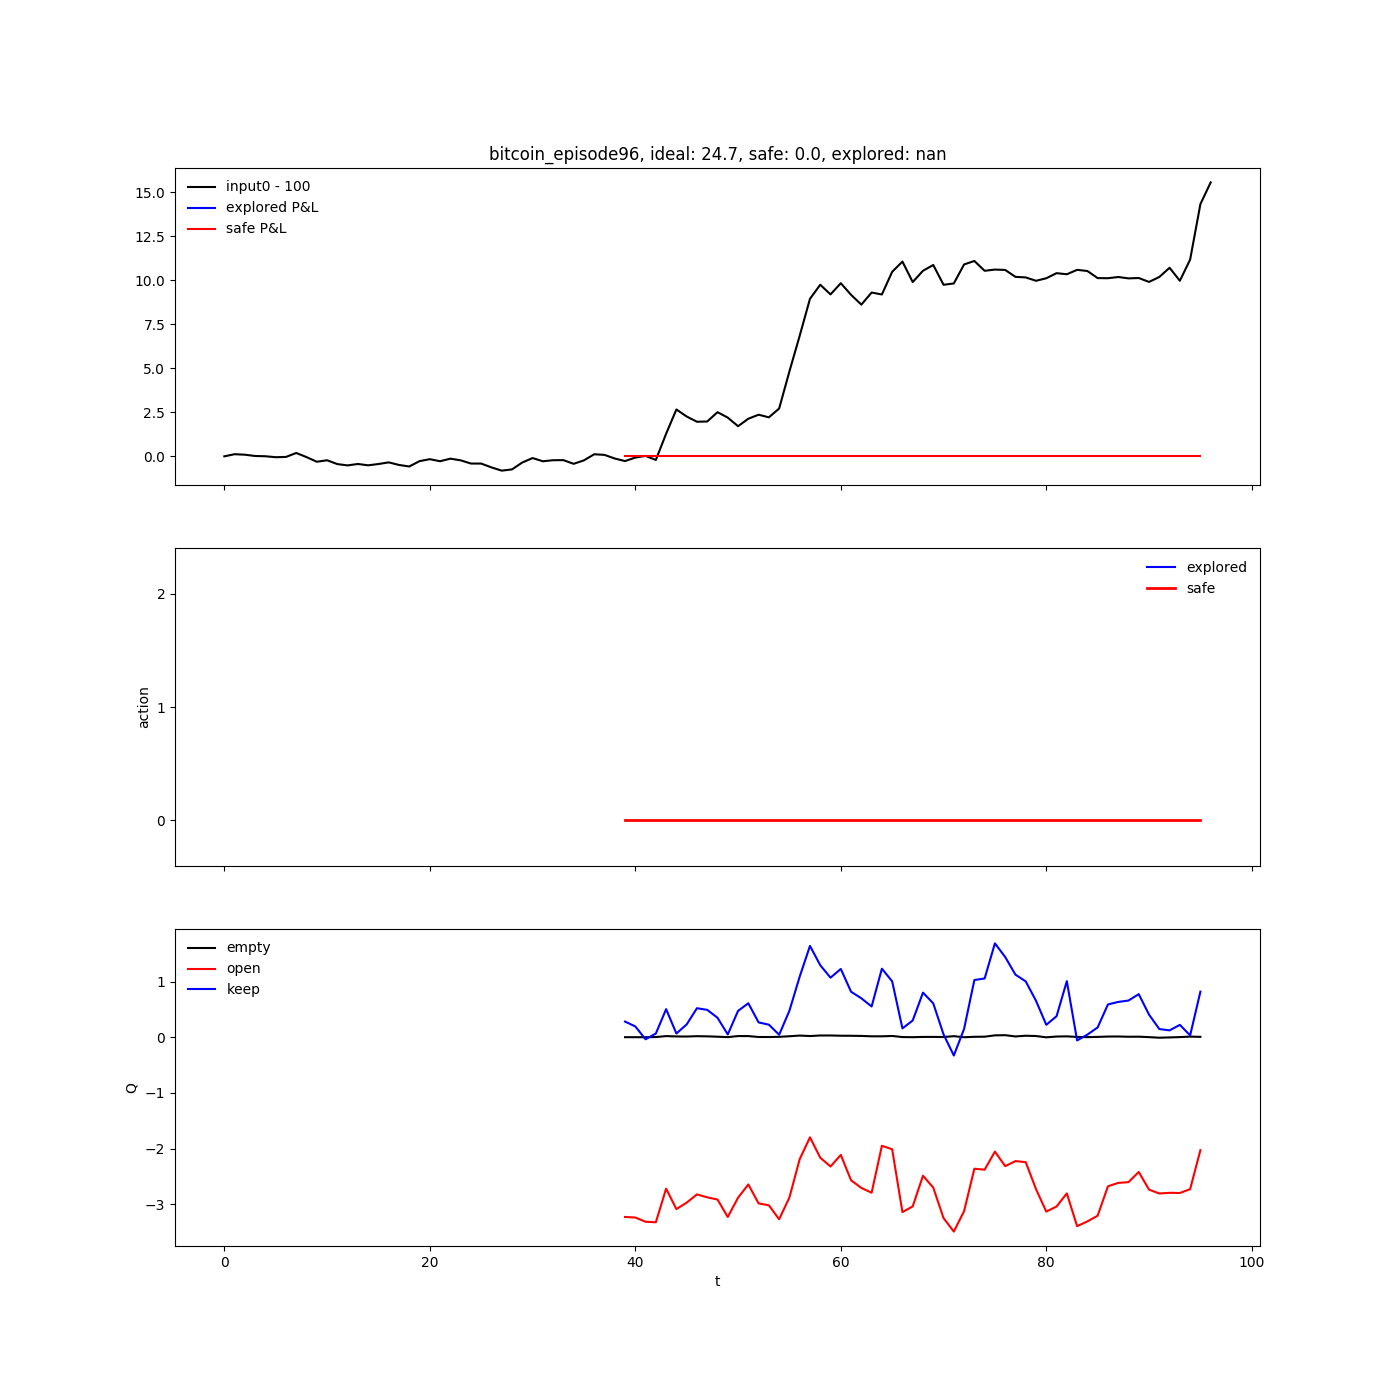 bitcoin_episode96, ideal: 24.7, safe: 0.0, explored: nan
input0 - 100
explored P&L
safe P&L
15.0
12.5
10.0
7.5
5.0
2.5
0.0
explored
safe
action
2
1
0
empty
open
keep
Q
1
0
−1
−2
−3
0 20 40 60 80 100
t